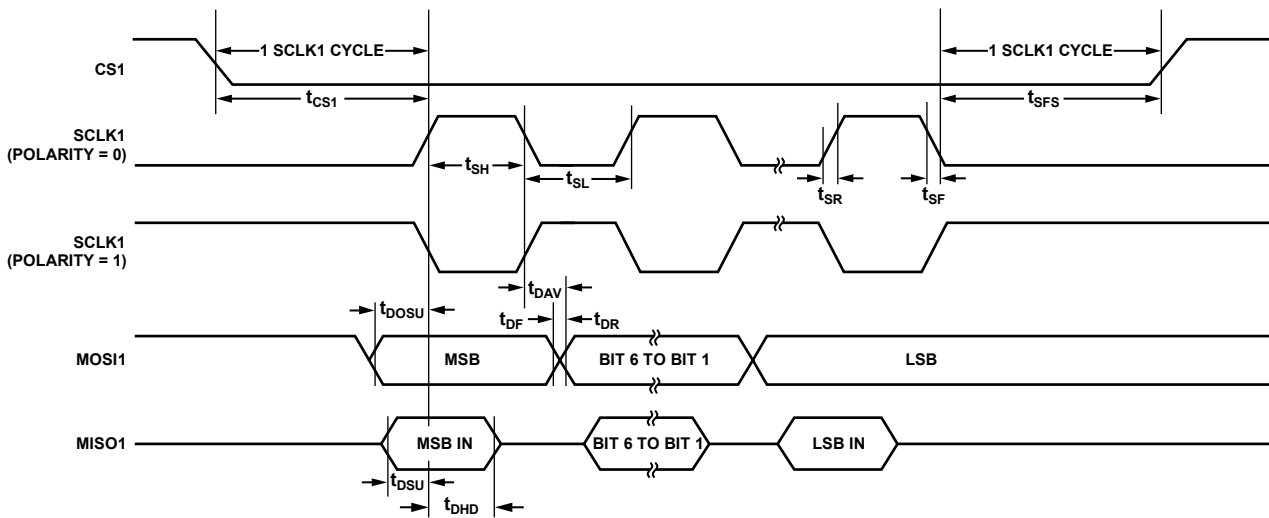 1 SCLK1 CYCLE
1 SCLK1 CYCLE
CS1
tCS1
tSFS
SCLK1
(POLARITY = 0)
tSH
tSL
tSR
tSF
SCLK1
(POLARITY = 1)
tDAV
tDOSU
tDF
tDR
MOSI1
MSB
BIT 6 TO BIT 1
LSB
MISO1
MSB IN
BIT 6 TO BIT 1
LSB IN
tDSU
tDHD